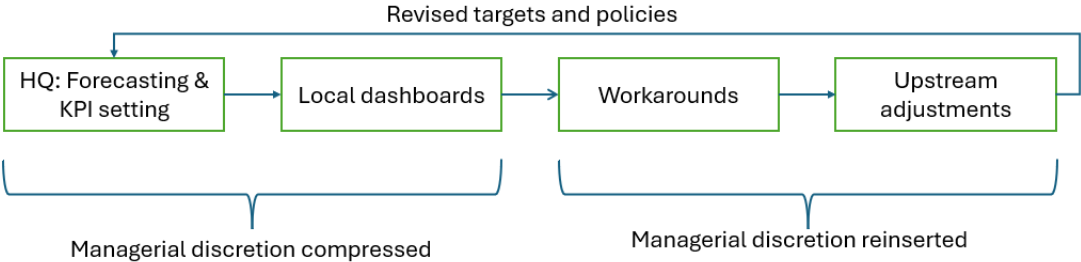 Revised targets and policies
HQ: Forecasting &
KPI setting
Local dashboards
Workarounds
Upstream
adjustments
Managerial discretion compressed
Managerial discretion reinserted